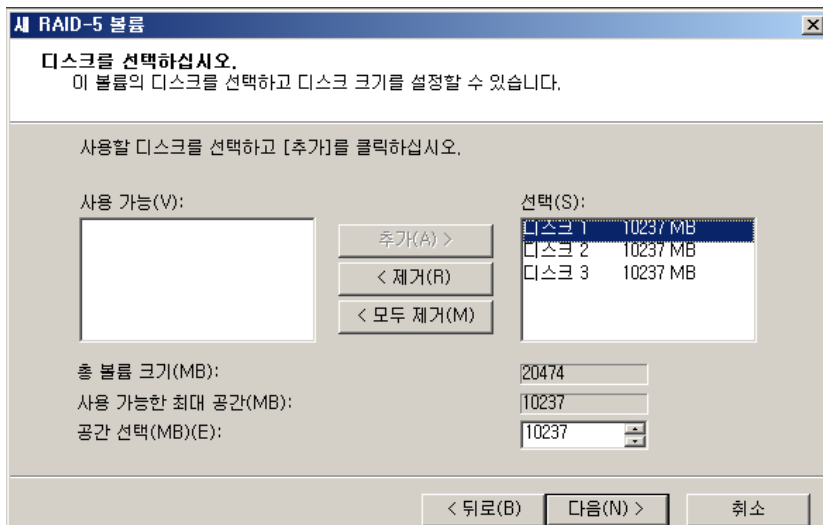 새 RAID-5 볼륨
디스크를 선택하십시오.
이 볼륨의 디스크를 선택하고 디스크 크기를 설정할 수 있습니다.
사용할 디스크를 선택하고 [추가]를 클릭하십시오.
사용 가능(V):
선택(S):
추가(A) >
< 제거(R)
< 모두 제거(M)
디스크 1 10237 MB
디스크 2 10237 MB
디스크 3 10237 MB
총 볼륨 크기(MB): 20474
사용 가능한 최대 공간(MB): 10237
공간 선택(MB)(E): 10237
< 뒤로(B) 다음(N) > 취소